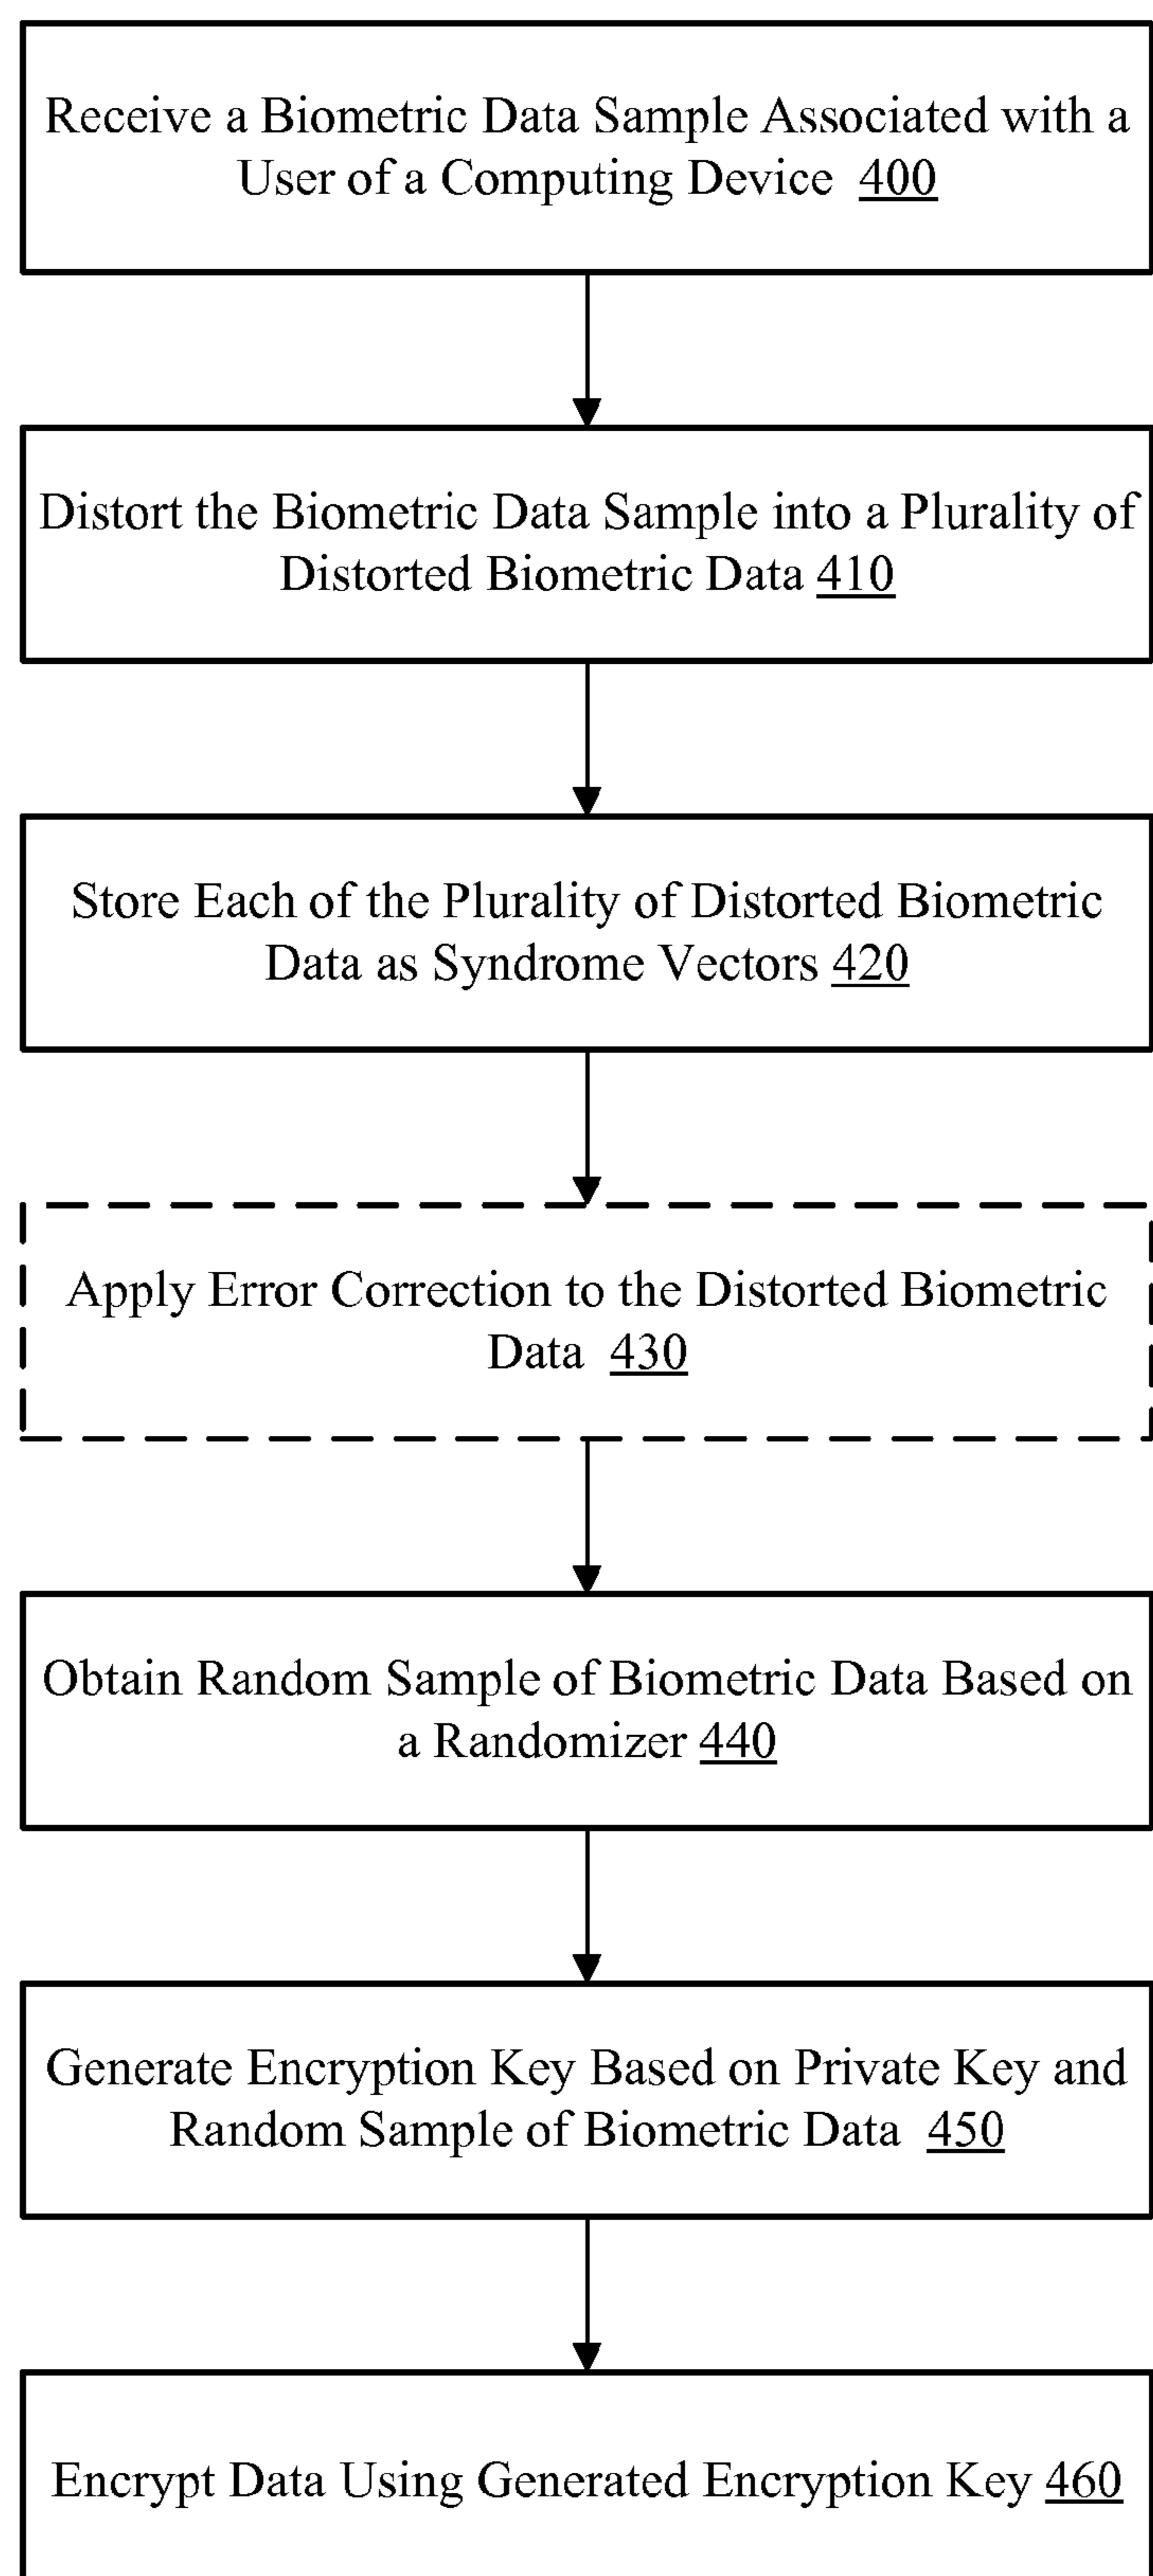 Receive a Biometric Data Sample Associated with a
User of a Computing Device 400
Distort the Biometric Data Sample into a Plurality of
Distorted Biometric Data 410
Store Each of the Plurality of Distorted Biometric
Data as Syndrome Vectors 420
Apply Error Correction to the Distorted Biometric
Data 430
Obtain Random Sample of Biometric Data Based on
a Randomizer 440
Generate Encryption Key Based on Private Key and
Random Sample of Biometric Data 450
Encrypt Data Using Generated Encryption Key 460